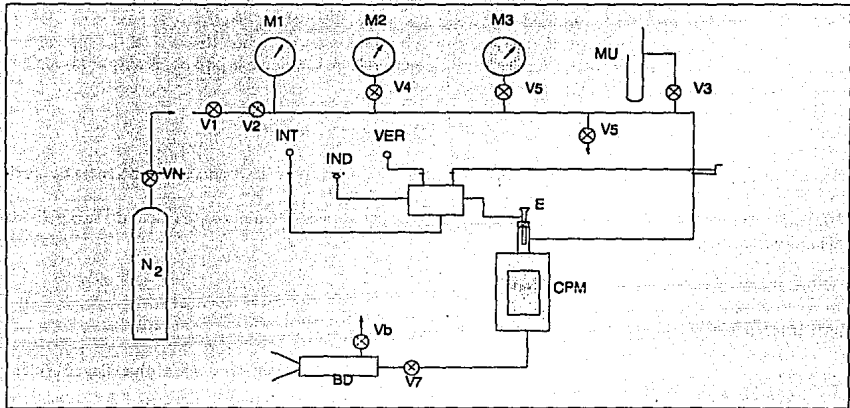 M1 M2 M3
MU
V4 V5 V3
V1 V2
V5
INT VER
IND
VN
E
N2
CPM
Vb
BD V7